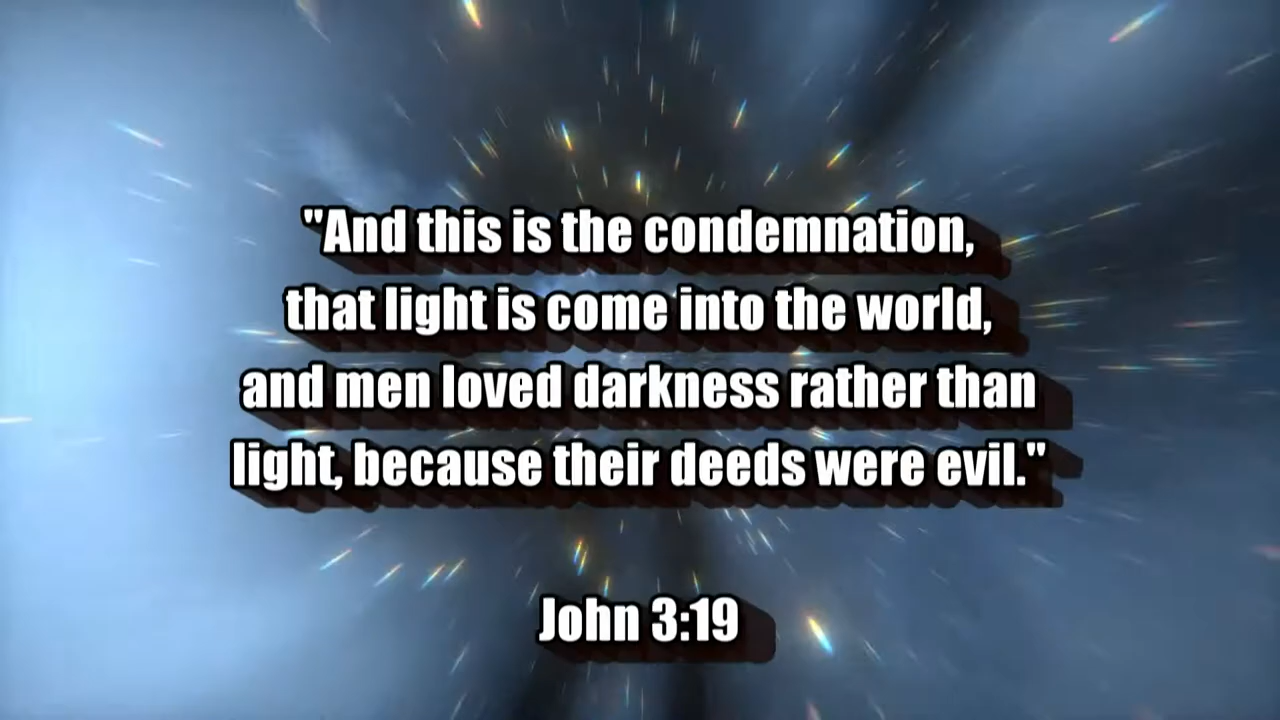 "And this is the condemnation,
that light is come into the world,
and men loved darkness rather than
light, because their deeds were evil."
John 3:19